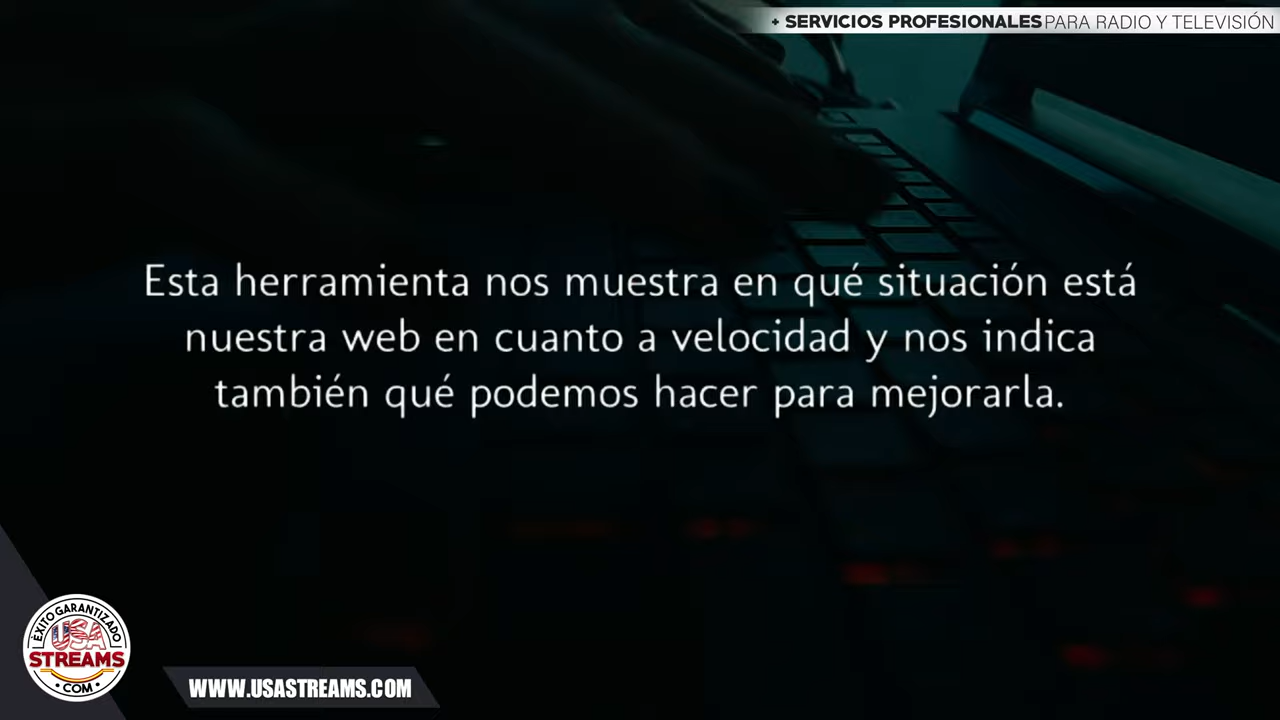 + SERVICIOS PROFESIONALES PARA RADIO Y TELEVISIÓN
Esta herramienta nos muestra en qué situación está
nuestra web en cuanto a velocidad y nos indica
también qué podemos hacer para mejorarla.
ÉXITO GARANTIZADO
USA
STREAMS
• COM •
WWW.USASTREAMS.COM